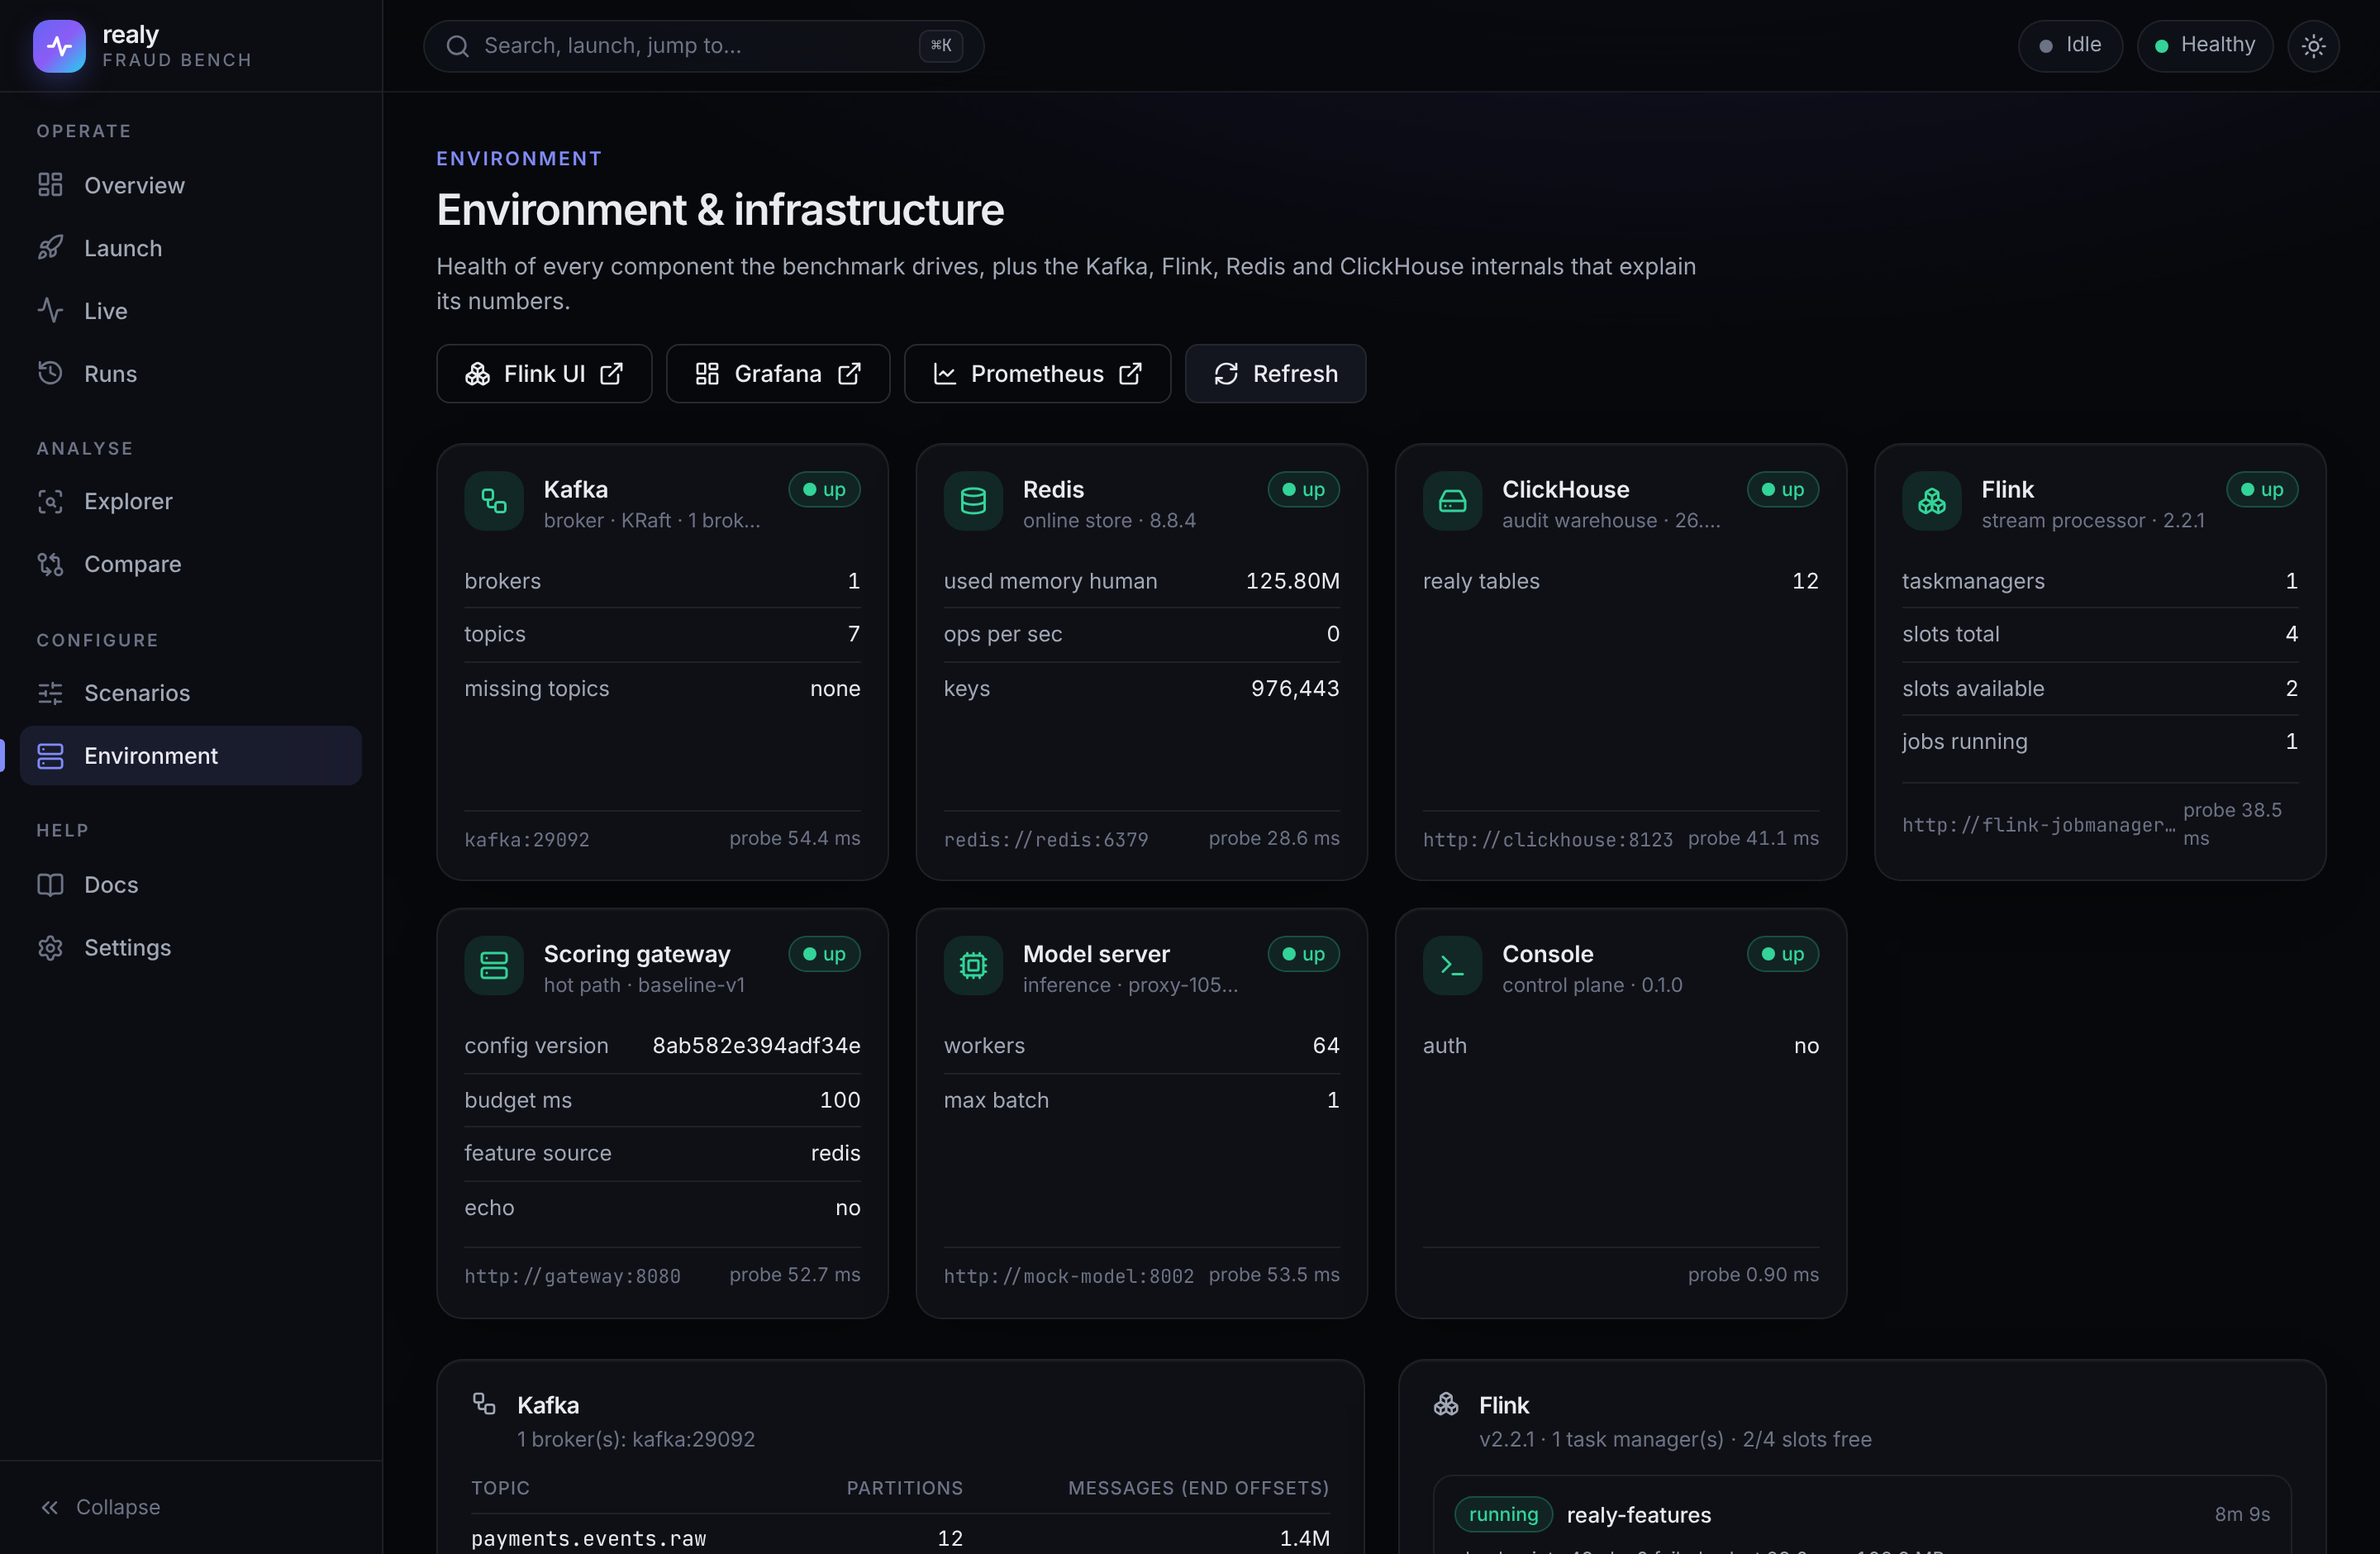 realy
FRAUD BENCH
Search, launch, jump to...
⌘K
Idle
Healthy
OPERATE
Overview
Launch
Live
Runs
ANALYSE
Explorer
Compare
CONFIGURE
Scenarios
Environment
HELP
Docs
Settings
Collapse
ENVIRONMENT
Environment & infrastructure
Health of every component the benchmark drives, plus the Kafka, Flink, Redis and ClickHouse internals that explain
its numbers.
Flink UI
Grafana
Prometheus
Refresh
Kafka
up
broker · KRaft · 1 brok...
brokers 1
topics 7
missing topics none
kafka:29092 probe 54.4 ms
Redis
up
online store · 8.8.4
used memory human 125.80M
ops per sec 0
keys 976,443
redis://redis:6379 probe 28.6 ms
ClickHouse
up
audit warehouse · 26....
realy tables 12
http://clickhouse:8123 probe 41.1 ms
Flink
up
stream processor · 2.2.1
taskmanagers 1
slots total 4
slots available 2
jobs running 1
http://flink-jobmanager… probe 38.5
ms
Scoring gateway
up
hot path · baseline-v1
config version 8ab582e394adf34e
budget ms 100
feature source redis
echo no
http://gateway:8080 probe 52.7 ms
Model server
up
inference · proxy-105...
workers 64
max batch 1
http://mock-model:8002 probe 53.5 ms
Console
up
control plane · 0.1.0
auth no
probe 0.90 ms
Kafka
1 broker(s): kafka:29092
TOPIC PARTITIONS MESSAGES (END OFFSETS)
payments.events.raw 12 1.4M
Flink
v2.2.1 · 1 task manager(s) · 2/4 slots free
running realy-features 8m 9s